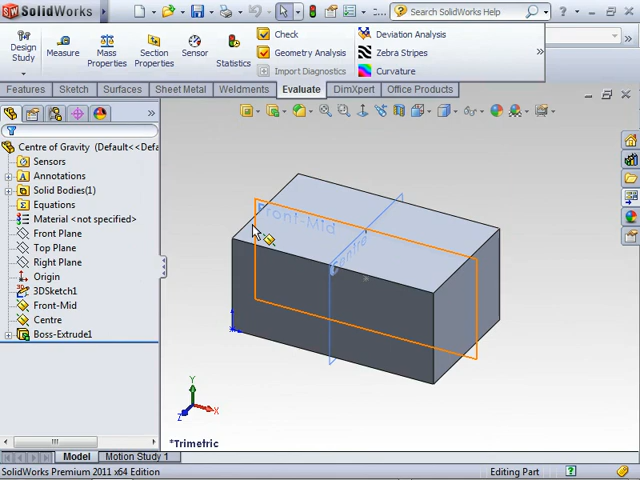 SolidWorks
Search SolidWorks Help
Design Study
Measure
Mass Properties
Section Properties
Sensor
Statistics
Check
Geometry Analysis
Import Diagnostics
Deviation Analysis
Zebra Stripes
Curvature
Features
Sketch
Surfaces
Sheet Metal
Weldments
Evaluate
DimXpert
Office Products
Centre of Gravity (Default<<Defa
Sensors
Annotations
Solid Bodies(1)
Equations
Material <not specified>
Front Plane
Top Plane
Right Plane
Origin
3DSketch1
Front-Mid
Centre
Boss-Extrude1
Front-Mid
Centre
Y
X
Z
*Trimetric
Model
Motion Study 1
SolidWorks Premium 2011 x64 Edition
Editing Part